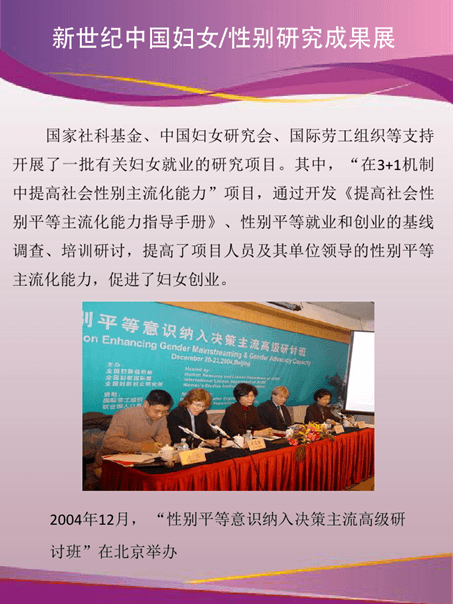 新世纪中国妇女/性别研究成果展
国家社科基金、中国妇女研究会、国际劳工组织等支持
开展了一批有关妇女就业的研究项目。其中，“在3+1机制
中提高社会性别主流化能力”项目，通过开发《提高社会性
别平等主流化能力指导手册》、性别平等就业和创业的基线
调查、培训研讨，提高了项目人员及其单位领导的性别平等
主流化能力，促进了妇女创业。
别平等意识纳入决策主流高级研讨班”
on Enhancing Gender Mainstreaming & Gender Advocacy Capacity
December 20-21,2004,Beijing
主办
Hosted by:
2004年12月， “性别平等意识纳入决策主流高级研
讨班”在北京举办